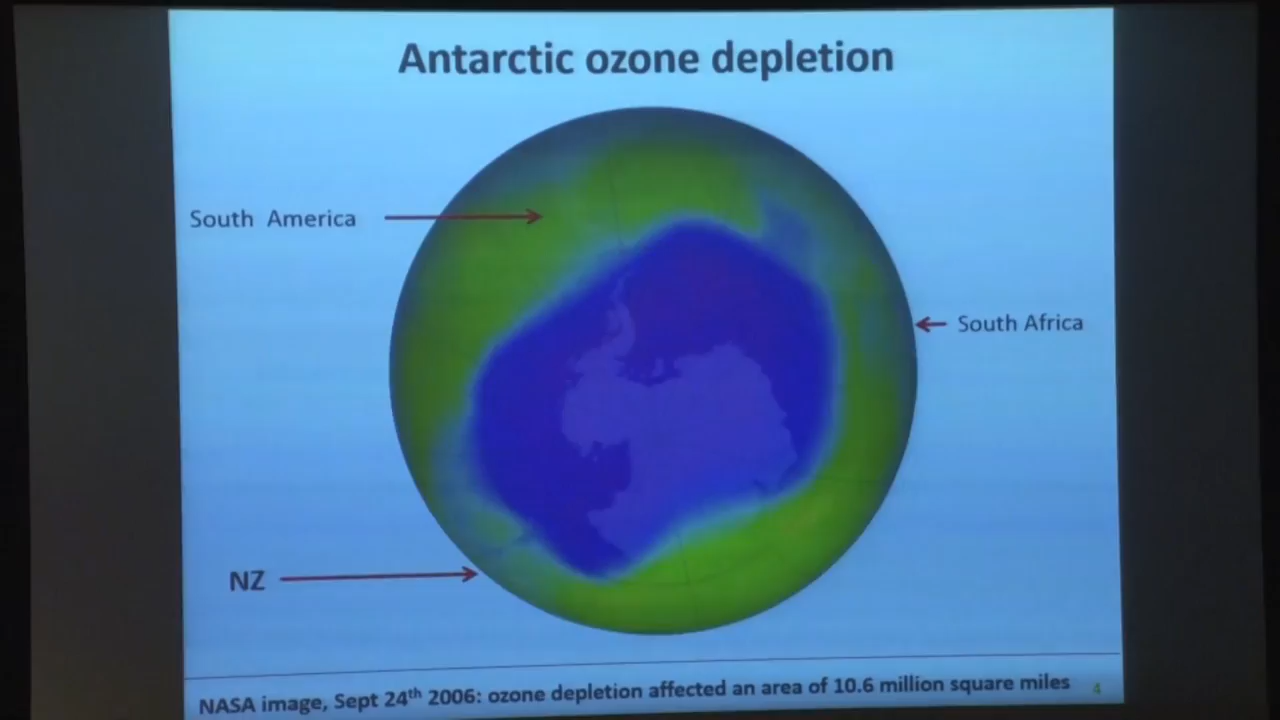 Antarctic ozone depletion
South America
South Africa
NZ
NASA image, Sept 24th 2006: ozone depletion affected an area of 10.6 million square miles
4